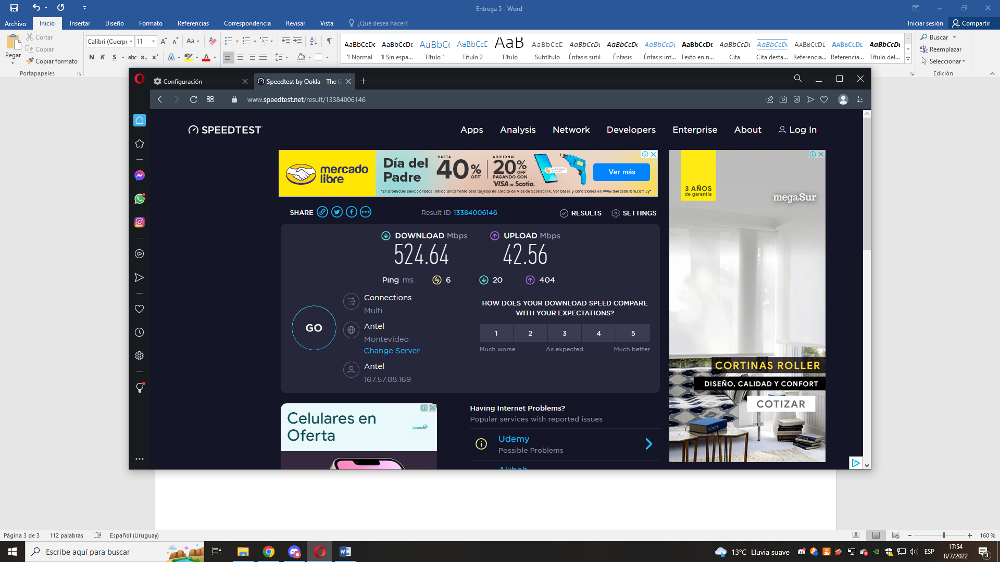 Entrega 5 - Word
Archivo Inicio Insertar Diseño Formato Referencias Correspondencia Revisar Vista ¿Qué desea hacer? Iniciar sesión Compartir
Pegar
Cortar
Copiar
Copiar formato
Portapapeles
Calibri (Cuerpo 11
N K S abc x₂ x²
AaBbCcDc AaBbCcDc AaBbCc AaBbCcD AaB AaBbCcD AaBbCcDc AaBbCcDc AaBbCcDc AaBbCcDc AaBbCcDc AaBbCcDc AABBCCDD AABBCCDD AaBbCcDc
¶ Normal ¶ Sin espa... Título 1 Título 2 Título Subtítulo Énfasis sutil Énfasis Énfasis int... Texto en n... Cita Cita desta... Referencia... Referencia... Título del...
Buscar
Reemplazar
Seleccionar
Edición
Configuración Speedtest by Ookla - The G
www.speedtest.net/result/13384006146
SPEEDTEST Apps Analysis Network Developers Enterprise About Log In
mercado
libre
Día del
Padre
HASTA
40% OFF*
ADICIONAL
20% OFF*
PAGANDO CON
VISA DE Scotia.
Ver más
*En productos seleccionados. Válido únicamente para tarjetas de crédito de Visa de Scotiabank. Ver bases y condiciones en www.mercadolibre.com.uy*
3 AÑOS
de garantía
megaSur
SHARE Result ID 13384006146 RESULTS SETTINGS
DOWNLOAD Mbps UPLOAD Mbps
524.64 42.56
Ping ms 6 20 404
GO
Connections
Multi
Antel
Montevideo
Change Server
Antel
167.57.88.169
HOW DOES YOUR DOWNLOAD SPEED COMPARE
WITH YOUR EXPECTATIONS?
1 2 3 4 5
Much worse As expected Much better
CORTINAS ROLLER
DISEÑO, CALIDAD Y CONFORT
COTIZAR
Celulares en
Oferta
Having Internet Problems?
Popular services with reported issues
Udemy
Possible Problems
Airbnb
Página 3 de 3 112 palabras Español (Uruguay) 160 %
Escribe aquí para buscar
13°C Lluvia suave
ESP
17:54
8/7/2022
3